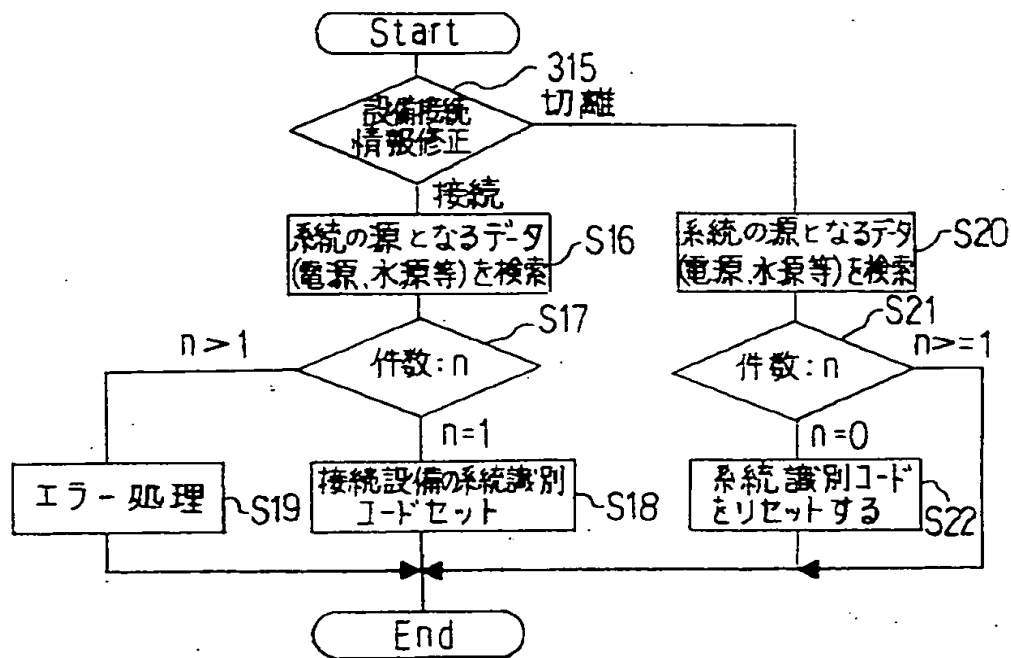 Start
315
設備接続
情報修正
切離
接続
系統の源となるデータ
(電源、水源等)を検索
S16
系統の源となるデータ
(電源、水源等)を検索
S20
S17
n>1
件数:n
n=1
S21
n>=1
件数:n
n=0
エラー処理
S19
接続設備の系統識別
コードセット
S18
系統識別コード
をリセットする
S22
End